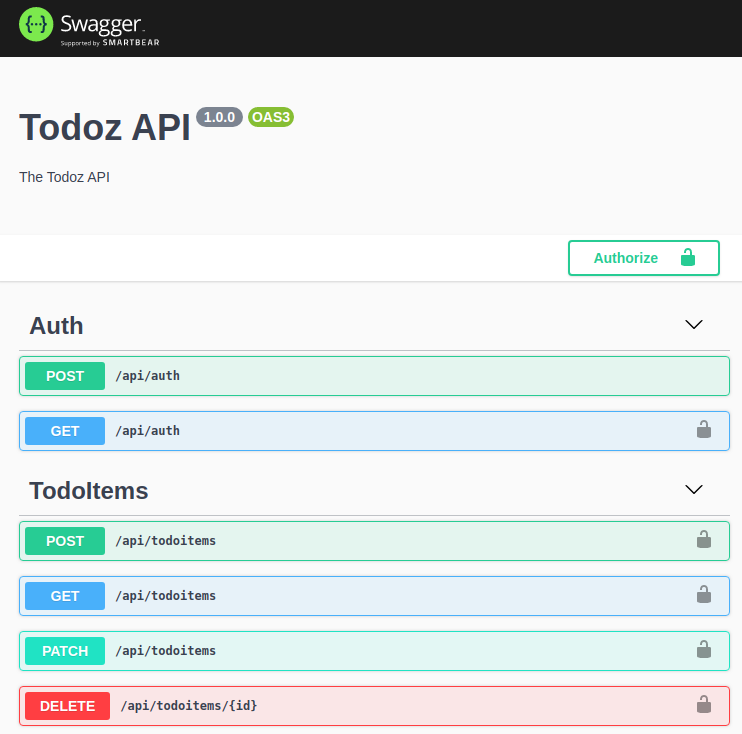 {···} Swagger™
Supported by SMARTBEAR
Todoz API 1.0.0 OAS3
The Todoz API
Authorize
Auth
POST /api/auth
GET /api/auth
TodoItems
POST /api/todoitems
GET /api/todoitems
PATCH /api/todoitems
DELETE /api/todoitems/{id}